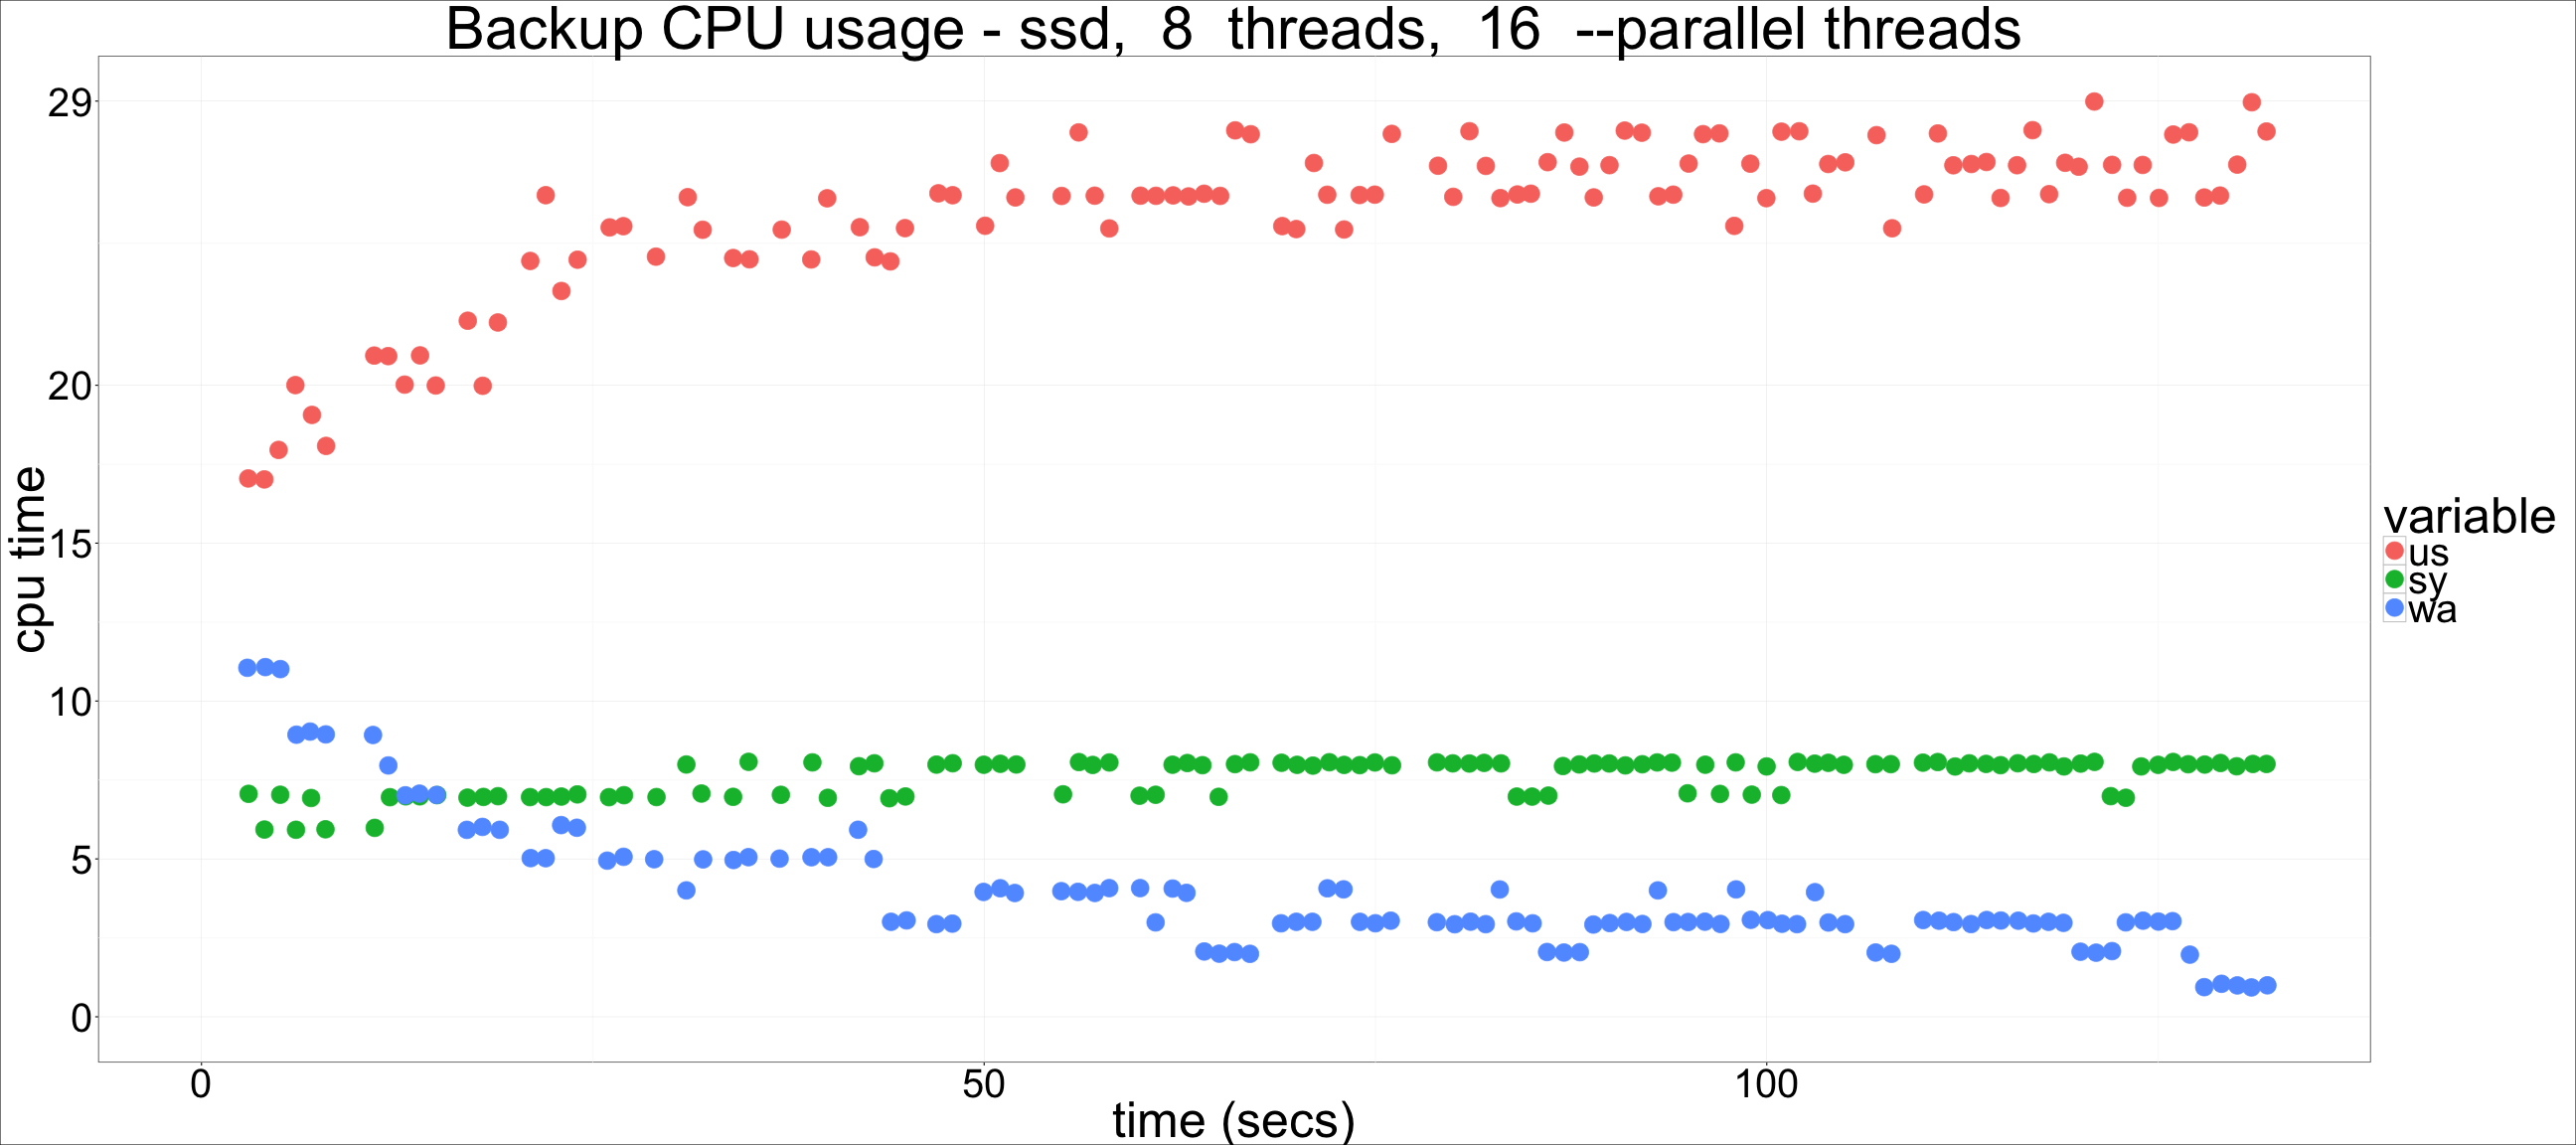 Backup CPU usage - ssd, 8 threads, 16 --parallel threads
29
20
15
10
5
0
cpu time
0 50 100
time (secs)
variable
us
sy
wa